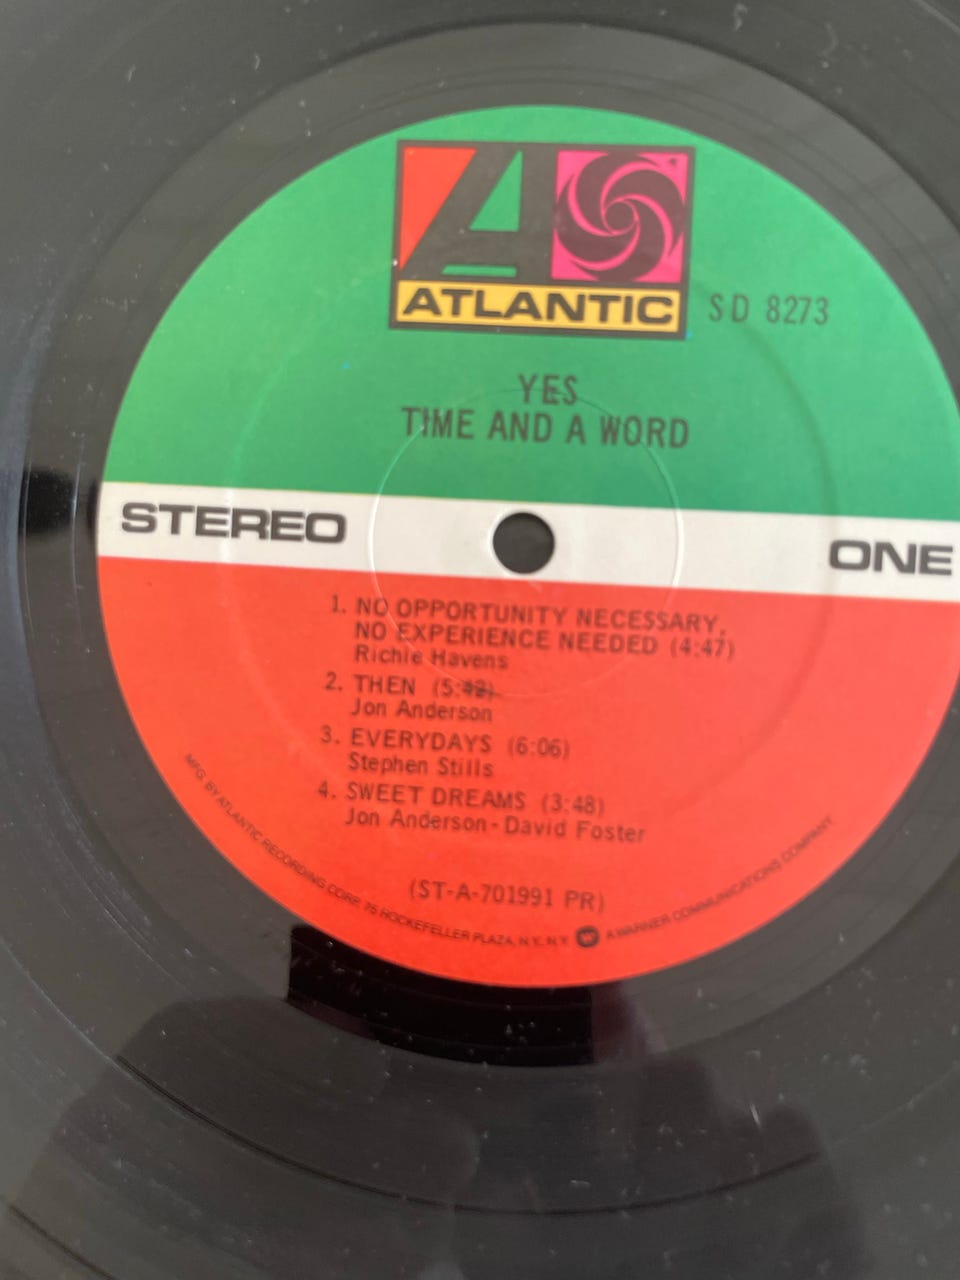 ATLANTIC
SD 8273
YES
TIME AND A WORD
STEREO
ONE
1. NO OPPORTUNITY NECESSARY,
NO EXPERIENCE NEEDED (4:47)
Richie Havens
2. THEN (5:42)
Jon Anderson
3. EVERYDAYS (6:06)
Stephen Stills
4. SWEET DREAMS (3:48)
Jon Anderson-David Foster
(ST-A-701991 PR)
MFG. BY ATLANTIC RECORDING CORP. 75 ROCKEFELLER PLAZA, N.Y., N.Y. A WARNER COMMUNICATIONS COMPANY